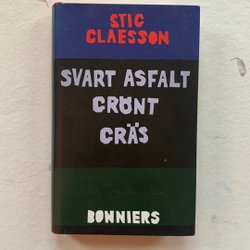 STIG
CLAESSON
SVART ASFALT
GRÖNT
GRÄS
BONNIERS